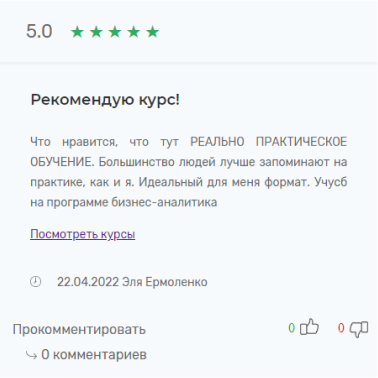 5.0
Рекомендую курс!
Что нравится, что тут РЕАЛЬНО ПРАКТИЧЕСКОЕ
ОБУЧЕНИЕ. Большинство людей лучше запоминают на
практике, как и я. Идеальный для меня формат. Учусб
на программе бизнес-аналитика
Посмотреть курсы
22.04.2022 Эля Ермоленко
Прокомментировать 0 0
0 комментариев